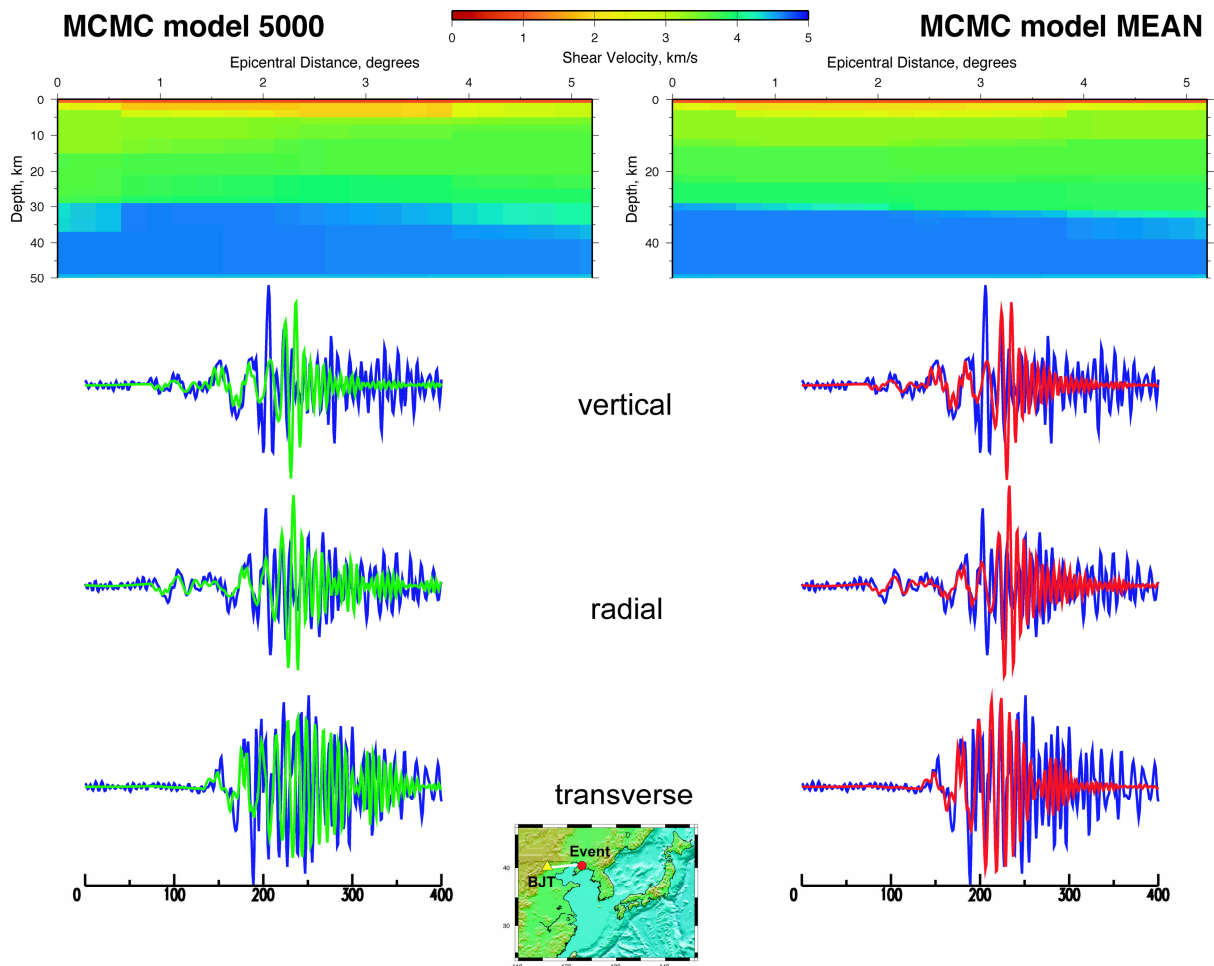 MCMC model 5000
MCMC model MEAN
0 1 2 3 4 5
Shear Velocity, km/s
Epicentral Distance, degrees
0 1 2 3 4 5
Depth, km
0
10
20
30
40
50
Epicentral Distance, degrees
0 1 2 3 4 5
Depth, km
0
20
40
vertical
radial
transverse
0 100 200 300 400
Event
BJT
40
30
0 100 200 300 400